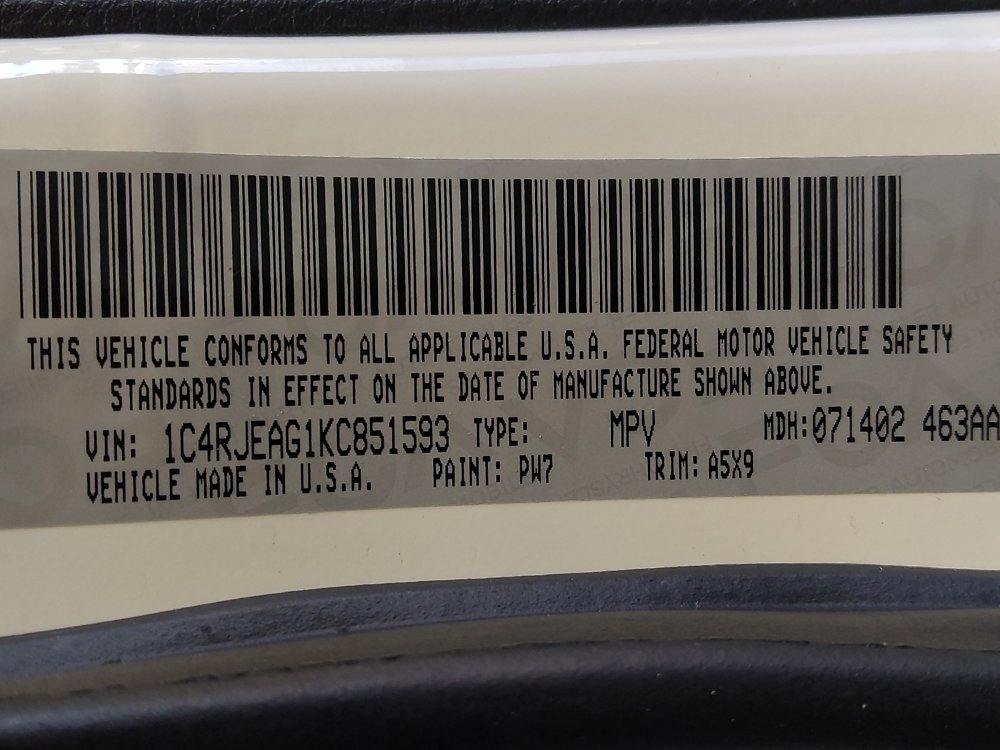 THIS VEHICLE CONFORMS TO ALL APPLICABLE U.S.A. FEDERAL MOTOR VEHICLE SAFETY
STANDARDS IN EFFECT ON THE DATE OF MANUFACTURE SHOWN ABOVE.
VIN: 1C4RJEAG1KC851593 TYPE: MPV MDH:071402 463AA
VEHICLE MADE IN U.S.A. PAINT: PW7 TRIM: A5X9